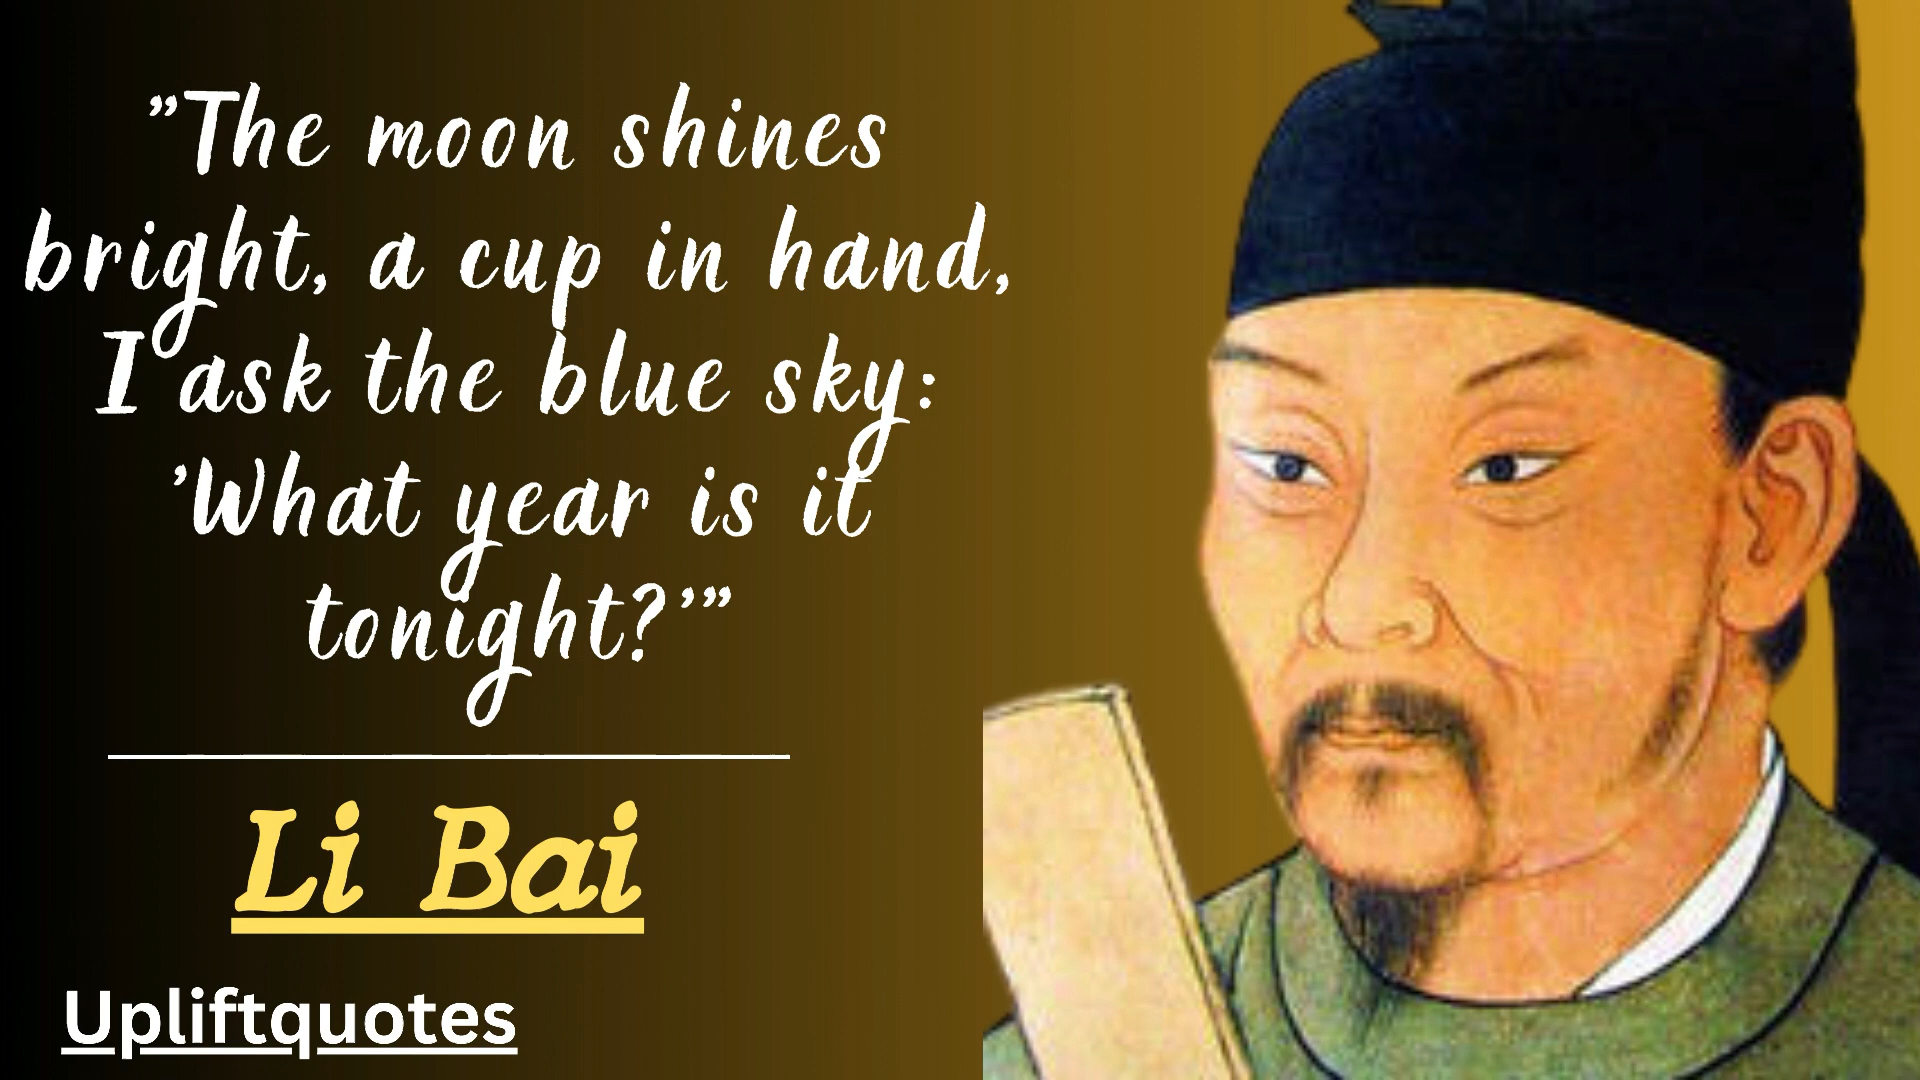 ”The moon shines
bright, a cup in hand,
I ask the blue sky:
’What year is it
tonight?’”
Li Bai
Upliftquotes